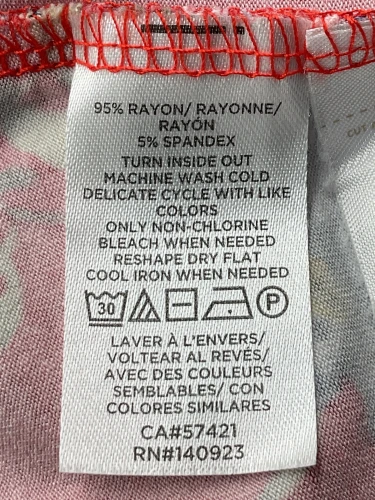 95% RAYON/ RAYONNE/
RAYÓN
5% SPANDEX
TURN INSIDE OUT
MACHINE WASH COLD
DELICATE CYCLE WITH LIKE
COLORS
ONLY NON-CHLORINE
BLEACH WHEN NEEDED
RESHAPE DRY FLAT
COOL IRON WHEN NEEDED
30 P
LAVER À L'ENVERS/
VOLTEAR AL REVÉS/
AVEC DES COULEURS
SEMBLABLES/ CON
COLORES SIMILARES
CA#57421
RN#140923
CUT